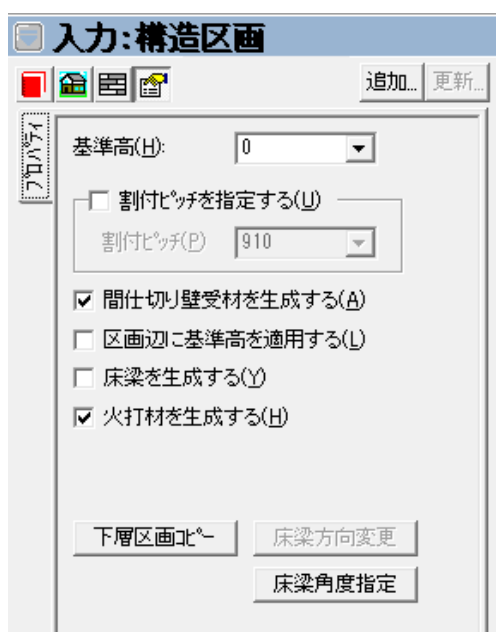 入力:構造区画
追加... 更新...
プロパティ
基準高(H): 0
割付ピッチを指定する(U)
割付ピッチ(P) 910
間仕切り壁受材を生成する(A)
区画辺に基準高を適用する(L)
床梁を生成する(Y)
火打材を生成する(H)
下層区画コピー 床梁方向変更
床梁角度指定